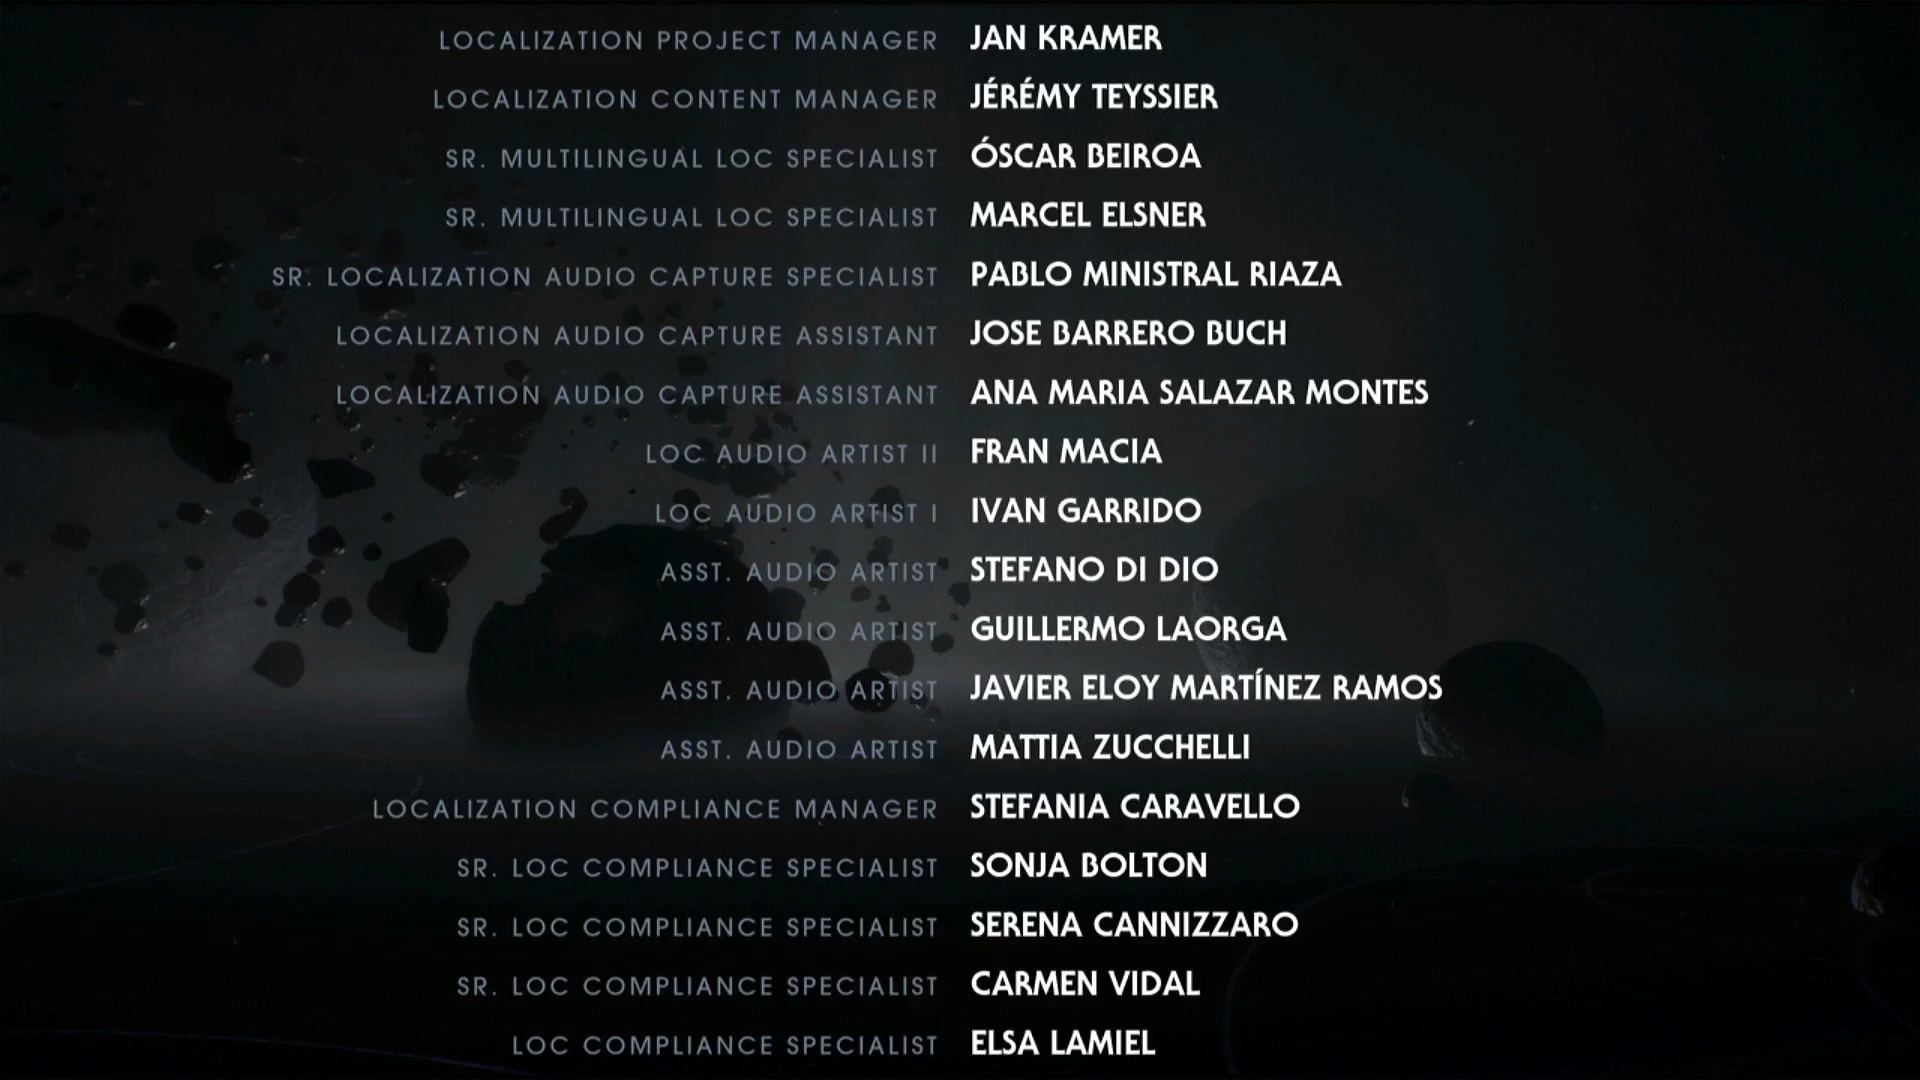 LOCALIZATION PROJECT MANAGER JAN KRAMER
LOCALIZATION CONTENT MANAGER JÉRÉMY TEYSSIER
SR. MULTILINGUAL LOC SPECIALIST ÓSCAR BEIROA
SR. MULTILINGUAL LOC SPECIALIST MARCEL ELSNER
SR. LOCALIZATION AUDIO CAPTURE SPECIALIST PABLO MINISTRAL RIAZA
LOCALIZATION AUDIO CAPTURE ASSISTANT JOSE BARRERO BUCH
LOCALIZATION AUDIO CAPTURE ASSISTANT ANA MARIA SALAZAR MONTES
LOC AUDIO ARTIST II FRAN MACIA
LOC AUDIO ARTIST I IVAN GARRIDO
ASST. AUDIO ARTIST STEFANO DI DIO
ASST. AUDIO ARTIST GUILLERMO LAORGA
ASST. AUDIO ARTIST JAVIER ELOY MARTÍNEZ RAMOS
ASST. AUDIO ARTIST MATTIA ZUCCHELLI
LOCALIZATION COMPLIANCE MANAGER STEFANIA CARAVELLO
SR. LOC COMPLIANCE SPECIALIST SONJA BOLTON
SR. LOC COMPLIANCE SPECIALIST SERENA CANNIZZARO
SR. LOC COMPLIANCE SPECIALIST CARMEN VIDAL
LOC COMPLIANCE SPECIALIST ELSA LAMIEL